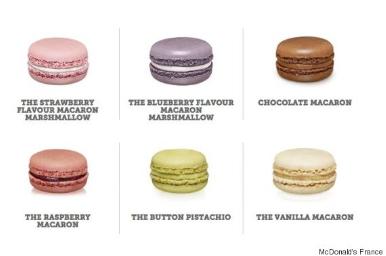 THE STRAWBERRY
FLAVOUR MACARON
MARSHMALLOW
THE BLUEBERRY FLAVOUR
MACARON
MARSHMALLOW
CHOCOLATE MACARON
THE RASPBERRY
MACARON
THE BUTTON PISTACHIO
THE VANILLA MACARON
McDonald's France